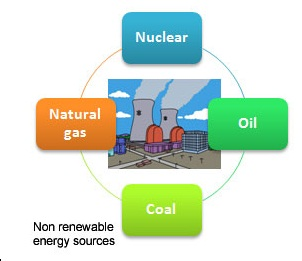 Nuclear
Natural
gas
Oil
Coal
Non renewable
energy sources